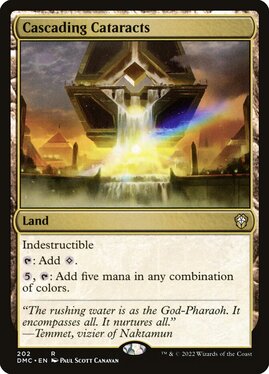 Cascading Cataracts
Land
Indestructible
: Add .
5, : Add five mana in any combination
of colors.
“The rushing water is as the God-Pharaoh. It
encompasses all. It nurtures all.”
—Temmet, vizier of Naktamun
202 R
DMC • EN Paul Scott Canavan ™ & © 2022 Wizards of the Coast